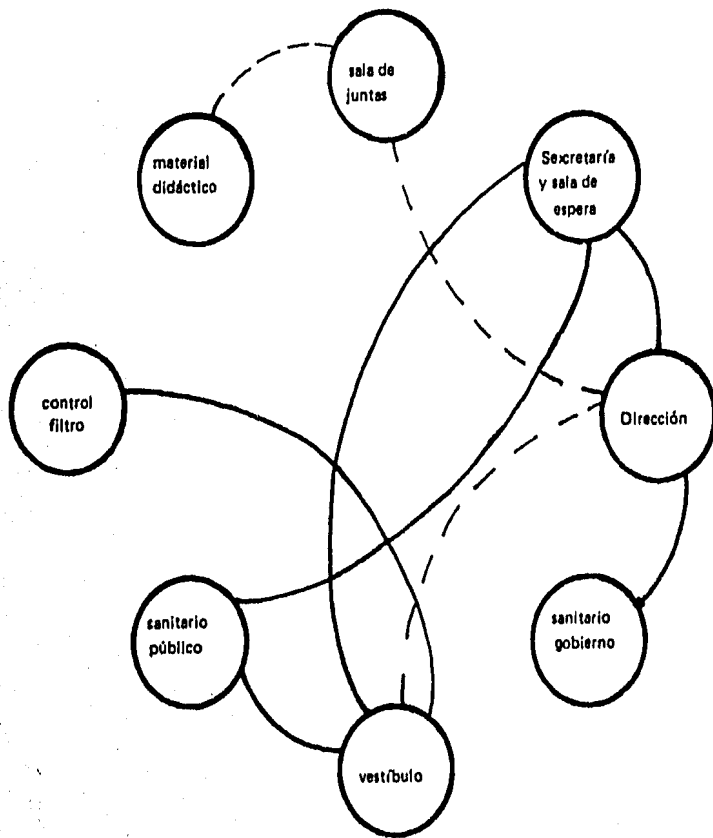 sala de
juntas
material
didáctico
Sexcretaría
y sala de
espera
control
filtro
Dirección
sanitario
público
sanitario
gobierno
vestíbulo